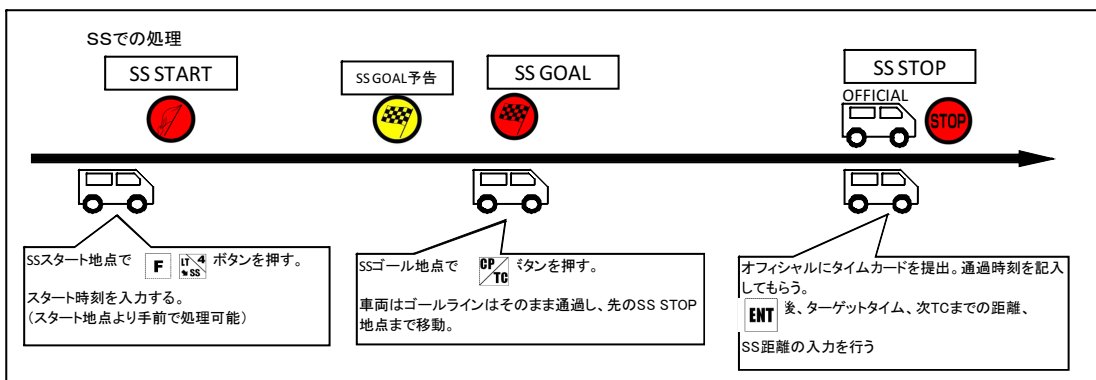 SSでの処理
SS START
SS GOAL予告
SS GOAL
SS STOP
OFFICIAL
STOP
SSスタート地点で F LT 4 SS ボタンを押す。
スタート時刻を入力する。
（スタート地点より手前で処理可能）
SSゴール地点で CP/TC ボタンを押す。
車両はゴールラインはそのまま通過し、先のSS STOP
地点まで移動。
オフィシャルにタイムカードを提出。通過時刻を記入
してもらう。
ENT 後、ターゲットタイム、次TCまでの距離、
SS距離の入力を行う